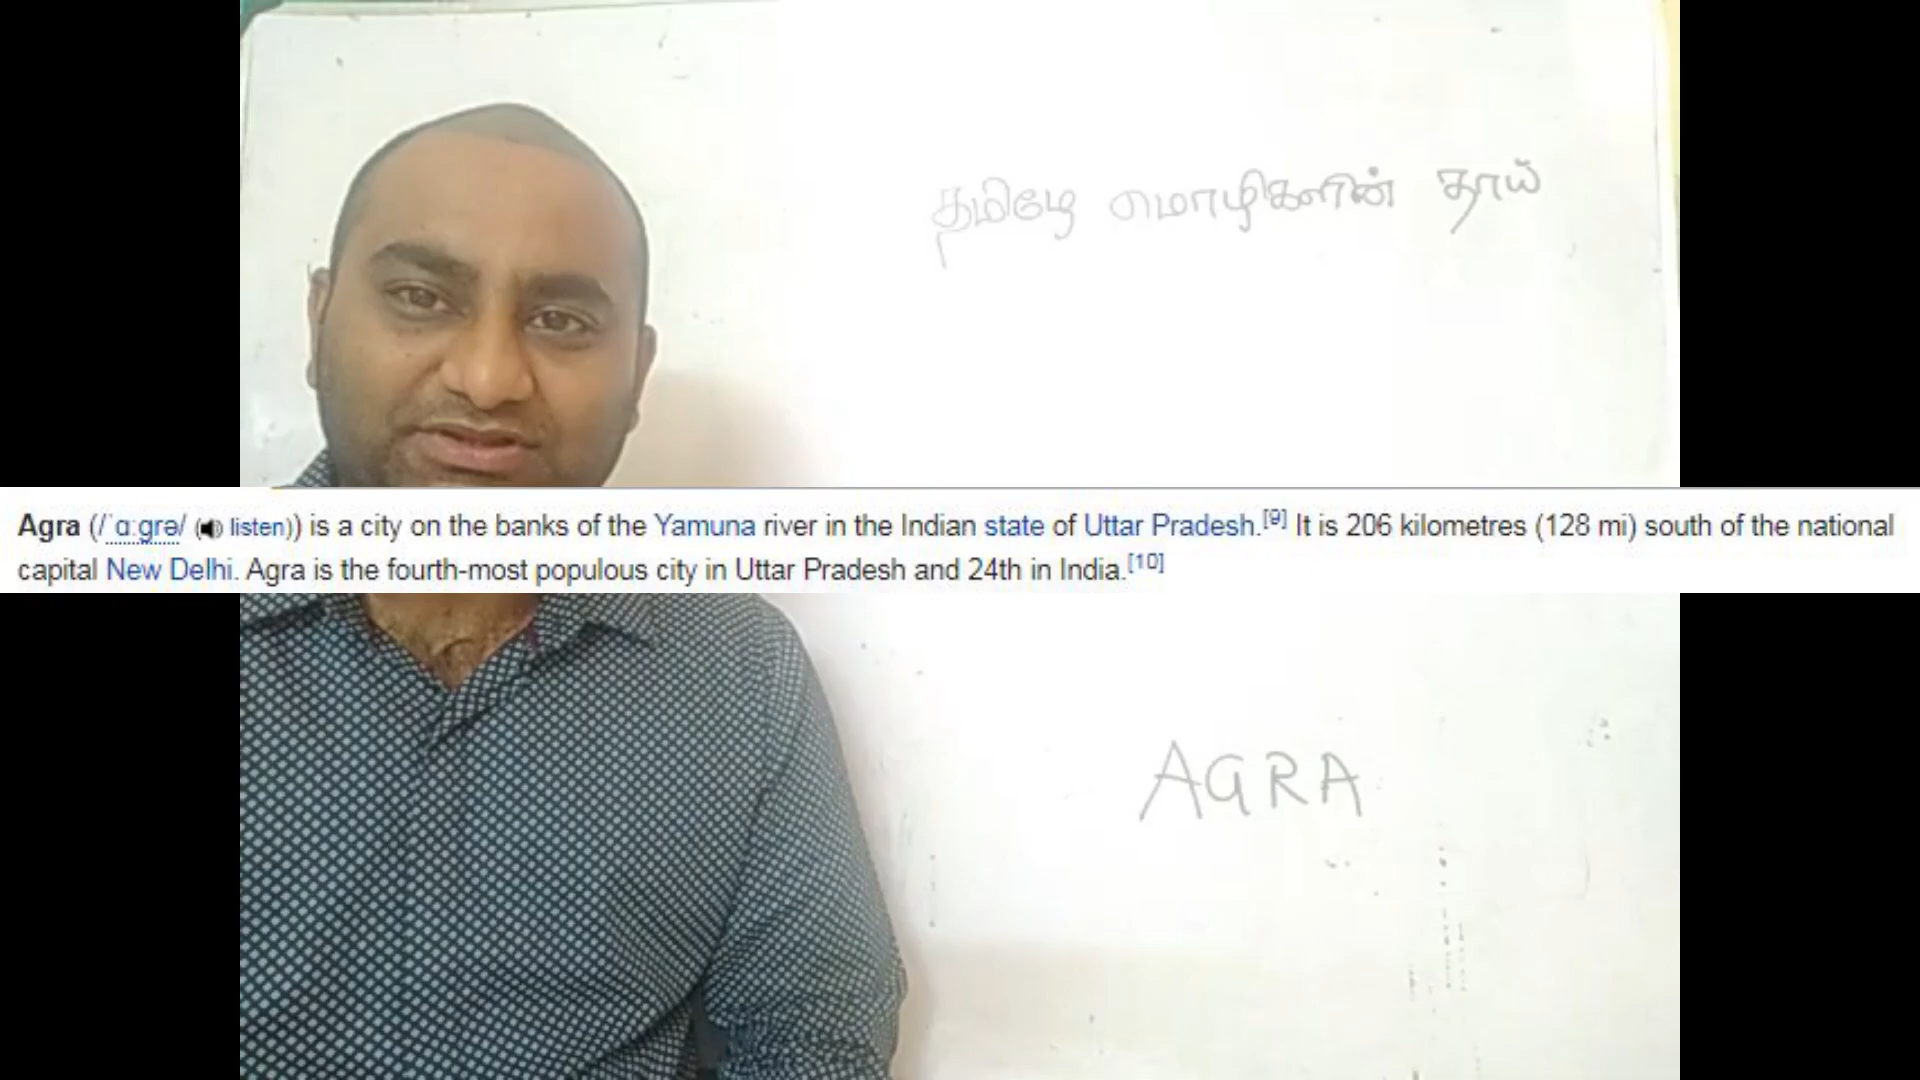 தமிழே மொழிகளின் தாய்
Agra (/ˈɑːɡrə/ (listen)) is a city on the banks of the Yamuna river in the Indian state of Uttar Pradesh.[9] It is 206 kilometres (128 mi) south of the national
capital New Delhi. Agra is the fourth-most populous city in Uttar Pradesh and 24th in India.[10]
AGRA